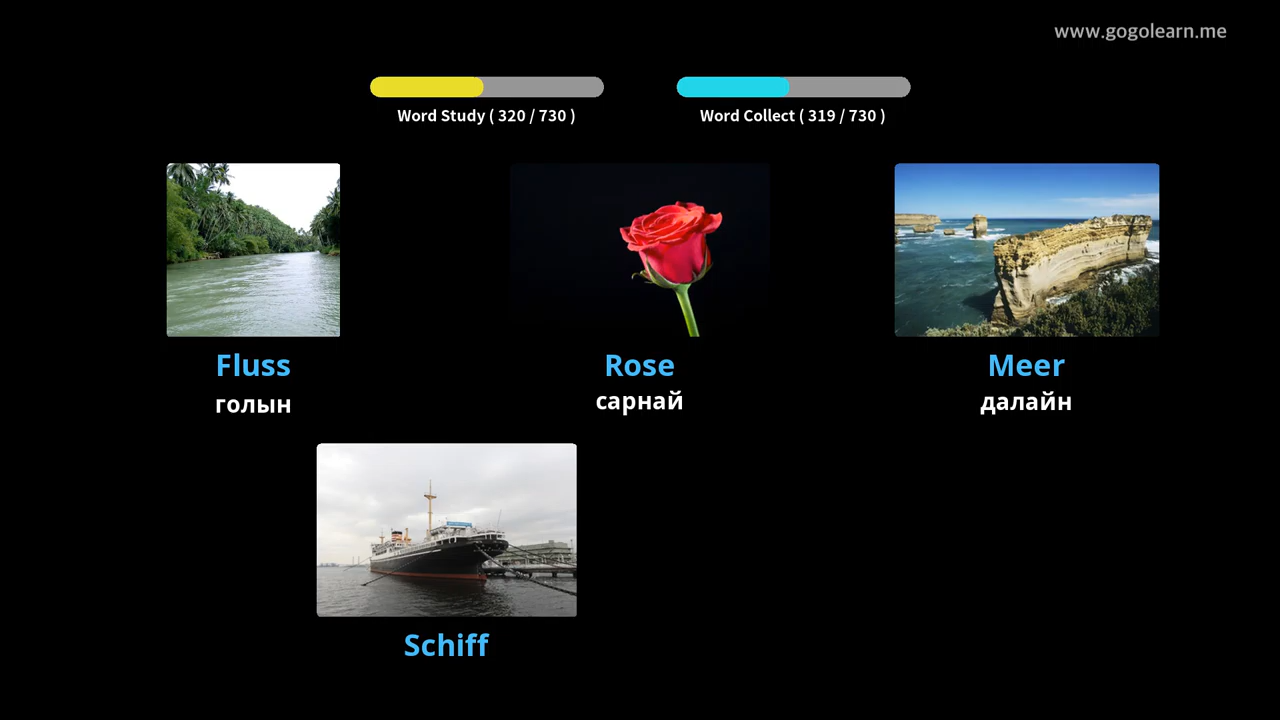 www.gogolearn.me
Word Study ( 320 / 730 )
Word Collect ( 319 / 730 )
Fluss
Rose
Meer
голын
сарнай
далайн
Schiff